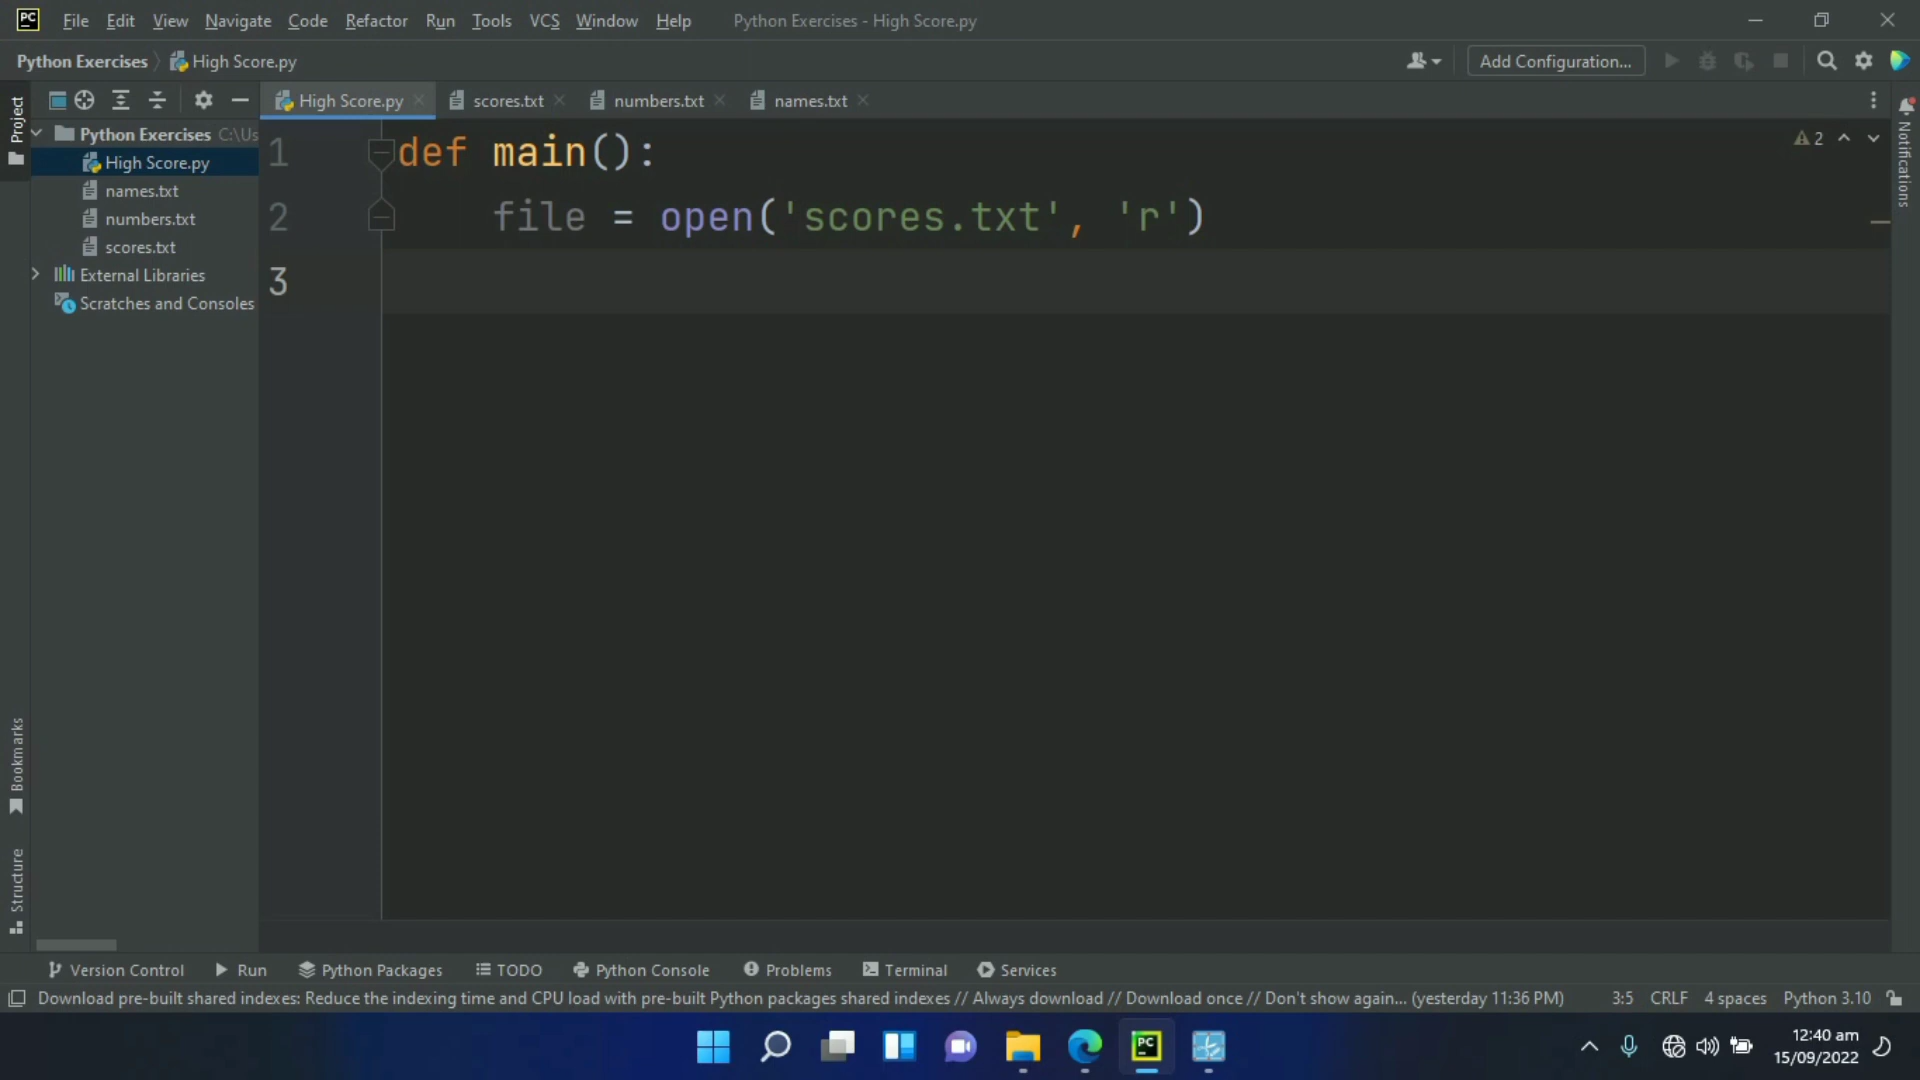 PC File Edit View Navigate Code Refactor Run Tools VCS Window Help Python Exercises - High Score.py
Python Exercises High Score.py Add Configuration...
Project
High Score.py scores.txt numbers.txt names.txt
Python Exercises C:\Us
High Score.py
names.txt
numbers.txt
scores.txt
External Libraries
Scratches and Consoles
1 def main():
2 file = open('scores.txt', 'r')
3
2
Notifications
Bookmarks
Structure
Version Control Run Python Packages TODO Python Console Problems Terminal Services
Download pre-built shared indexes: Reduce the indexing time and CPU load with pre-built Python packages shared indexes // Always download // Download once // Don't show again... (yesterday 11:36 PM) 3:5 CRLF 4 spaces Python 3.10
PC
12:40 am
15/09/2022